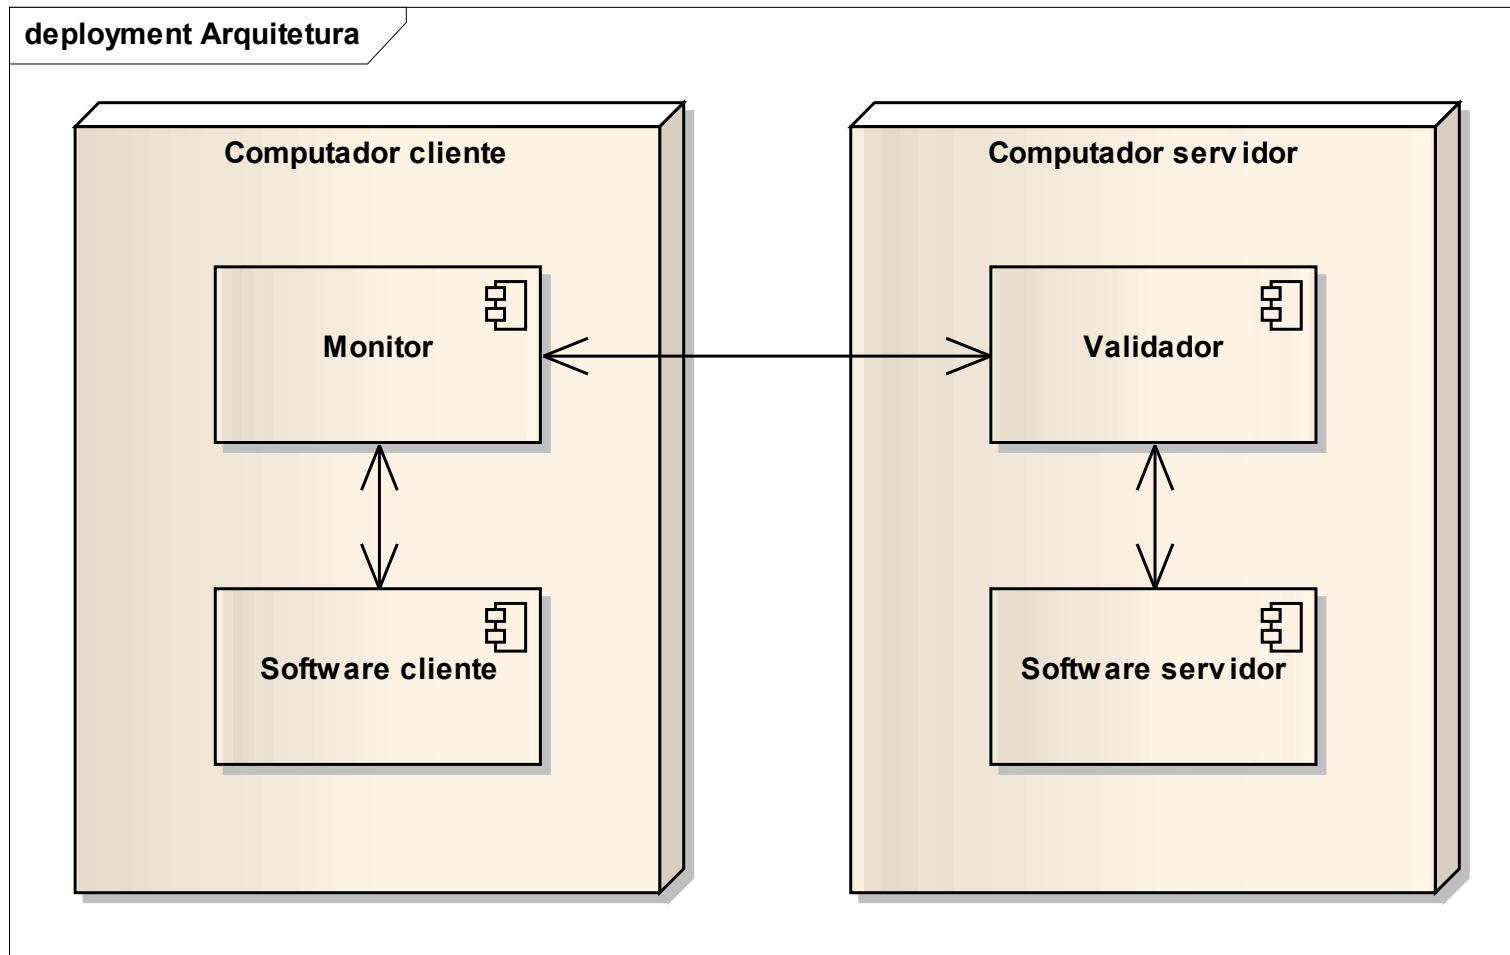 deployment Arquitetura
Computador cliente
Computador servidor
Monitor
Validador
Software cliente
Software servidor